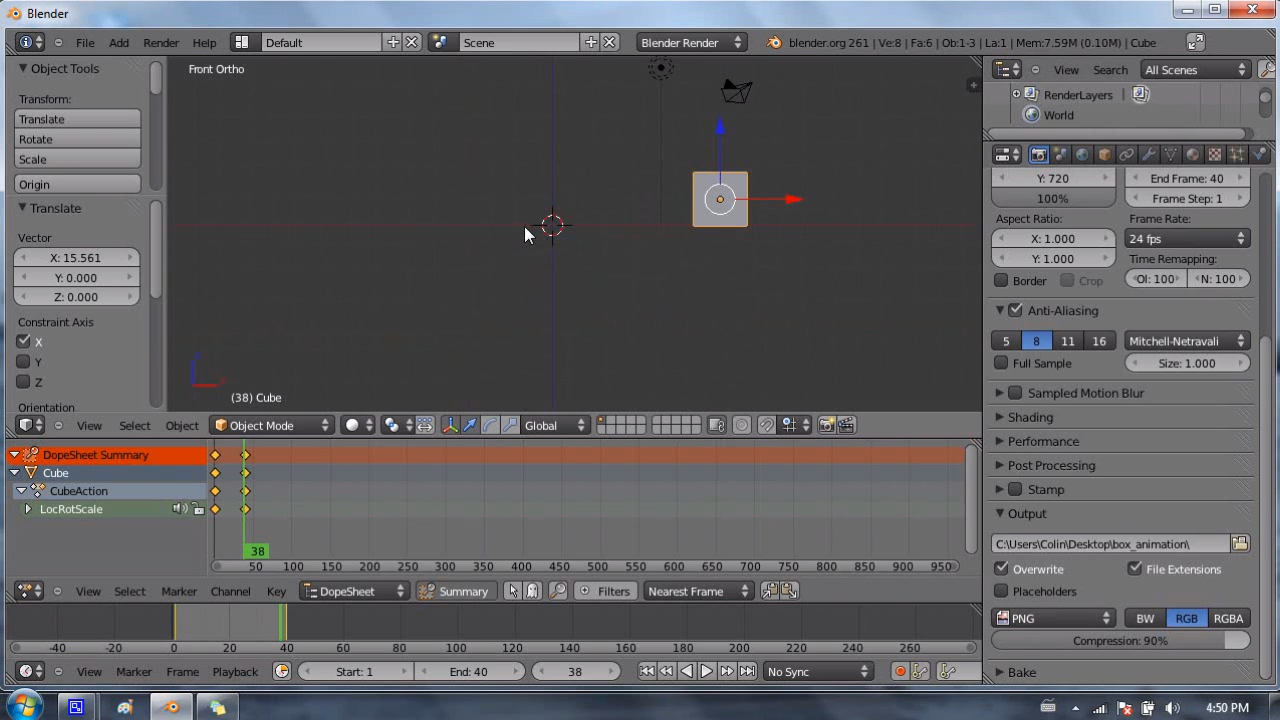 Blender
File Add Render Help Default Scene Blender Render blender.org 261 | Ve:8 | Fa:6 | Ob:1-3 | La:1 | Mem:7.59M (0.10M) | Cube
Object Tools
Transform:
Translate
Rotate
Scale
Origin
Translate
Vector
X: 15.561
Y: 0.000
Z: 0.000
Constraint Axis
X
Y
Z
Orientation
Front Ortho
(38) Cube
View Search All Scenes
RenderLayers
World
Y: 720
100%
Aspect Ratio:
X: 1.000
Y: 1.000
Border Crop
End Frame: 40
Frame Step: 1
Frame Rate:
24 fps
Time Remapping:
Ol: 100 N: 100
Anti-Aliasing
5 8 11 16 Mitchell-Netravali
Full Sample Size: 1.000
Sampled Motion Blur
Shading
Performance
Post Processing
Stamp
Output
C:\Users\Colin\Desktop\box_animation\
Overwrite File Extensions
Placeholders
PNG BW RGB RGBA
Compression: 90%
Bake
View Select Object Object Mode Global
DopeSheet Summary
Cube
CubeAction
LocRotScale
38
50 100 150 200 250 300 350 400 450 500 550 600 650 700 750 800 850 900 950
View Select Marker Channel Key DopeSheet Summary Filters Nearest Frame
-40 -20 0 20 40 60 80 100 120 140 160 180 200 220 240 260
View Marker Frame Playback Start: 1 End: 40 38 No Sync
4:50 PM